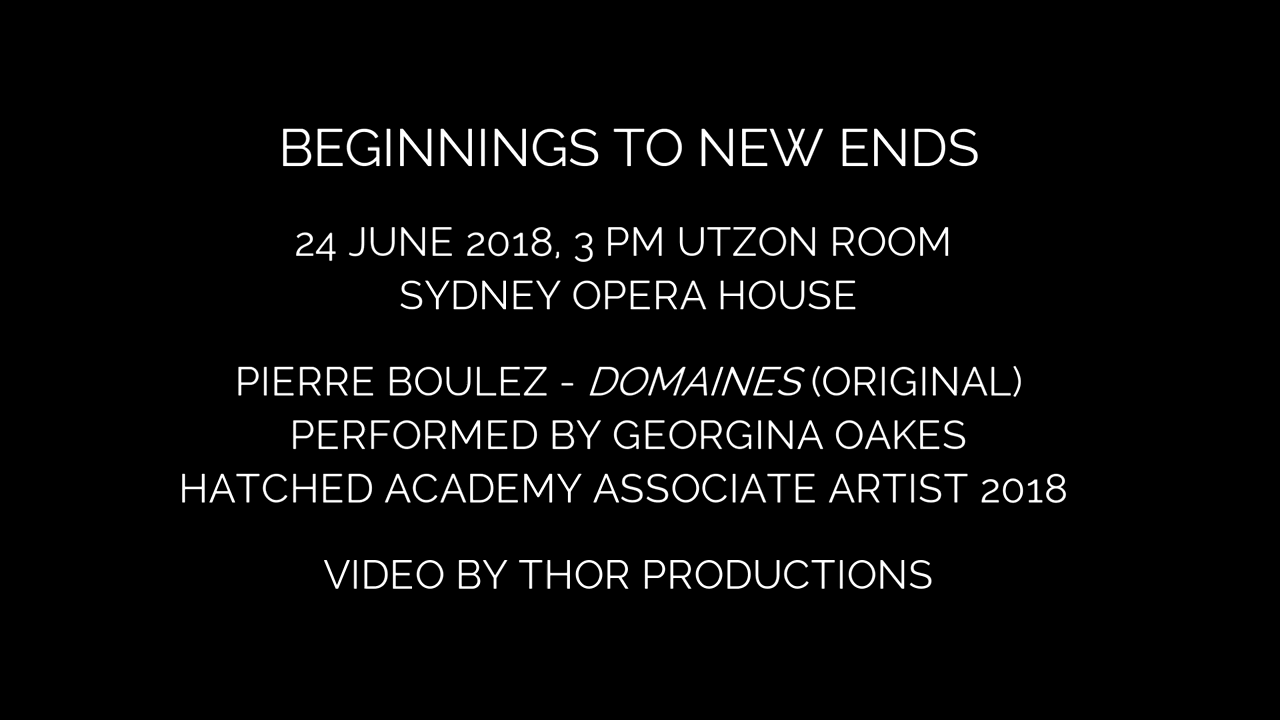 BEGINNINGS TO NEW ENDS
24 JUNE 2018, 3 PM UTZON ROOM
SYDNEY OPERA HOUSE
PIERRE BOULEZ - DOMAINES (ORIGINAL)
PERFORMED BY GEORGINA OAKES
HATCHED ACADEMY ASSOCIATE ARTIST 2018
VIDEO BY THOR PRODUCTIONS